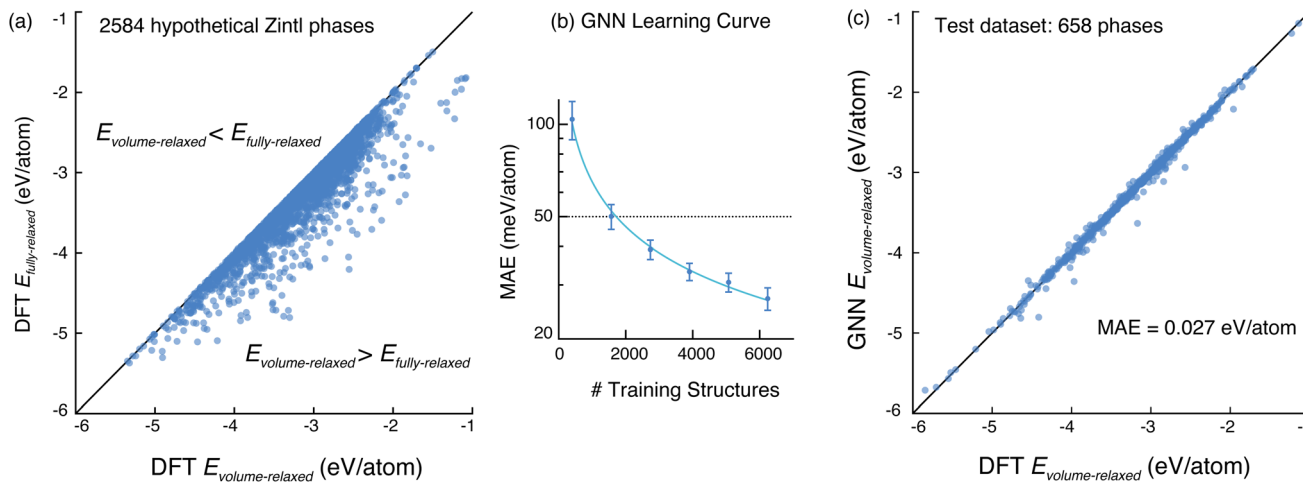 (a)
2584 hypothetical Zintl phases
-1
-2
-3
-4
-5
-6
DFT E_fully-relaxed (eV/atom)
E_volume-relaxed < E_fully-relaxed
E_volume-relaxed > E_fully-relaxed
-6 -5 -4 -3 -2 -1
DFT E_volume-relaxed (eV/atom)
(b) GNN Learning Curve
100
50
20
MAE (meV/atom)
0 2000 4000 6000
# Training Structures
(c)
Test dataset: 658 phases
-1
-2
-3
-4
-5
-6
GNN E_volume-relaxed (eV/atom)
MAE = 0.027 eV/atom
-6 -5 -4 -3 -2
DFT E_volume-relaxed (eV/atom)